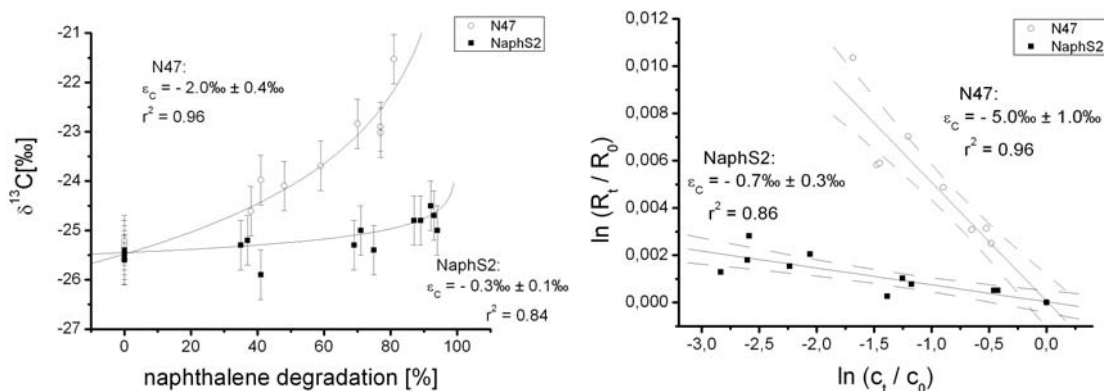 N47
NaphS2
N47:
εC = - 2.0‰ ± 0.4‰
r² = 0.96
NaphS2:
εC = - 0.3‰ ± 0.1‰
r² = 0.84
-21
-22
-23
-24
-25
-26
-27
δ¹³C[‰]
0 20 40 60 80 100
naphthalene degradation [%]
N47
NaphS2
N47:
εC = - 5.0‰ ± 1.0‰
r² = 0.96
NaphS2:
εC = - 0.7‰ ± 0.3‰
r² = 0.86
0,012
0,010
0,008
0,006
0,004
0,002
0,000
ln (Rt / R0)
-3,0 -2,5 -2,0 -1,5 -1,0 -0,5 0,0
ln (ct / c0)